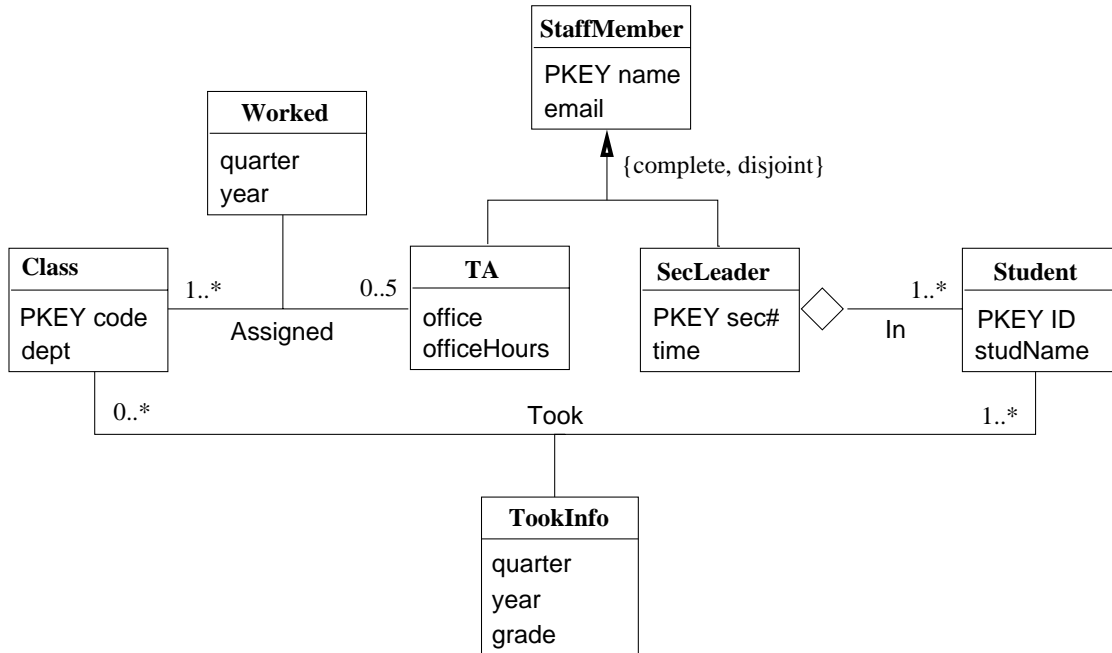 StaffMember
PKEY name
email
Worked
quarter
year
{complete, disjoint}
Class
PKEY code
dept
1..*
Assigned
0..5
TA
office
officeHours
SecLeader
PKEY sec#
time
1..*
In
Student
PKEY ID
studName
0..*
Took
1..*
TookInfo
quarter
year
grade